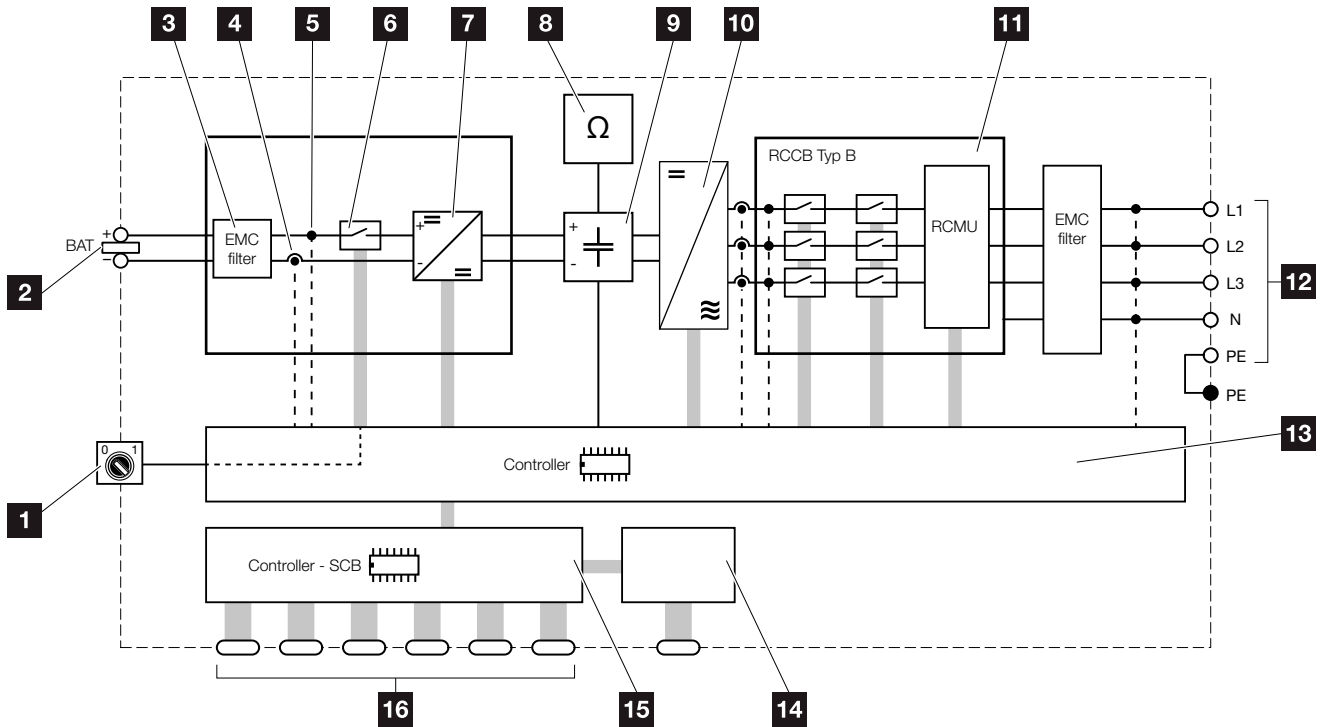 3 4 5 6 7 8 9 10 11
Ω
RCCB Typ B
=
+ =
+
EMC
filter
RCMU
EMC
filter
L1
L2
L3
N
PE
PE
+
BAT
−
- =
-
≋
2
12
0 1
Controller
13
1
Controller - SCB
16 15 14